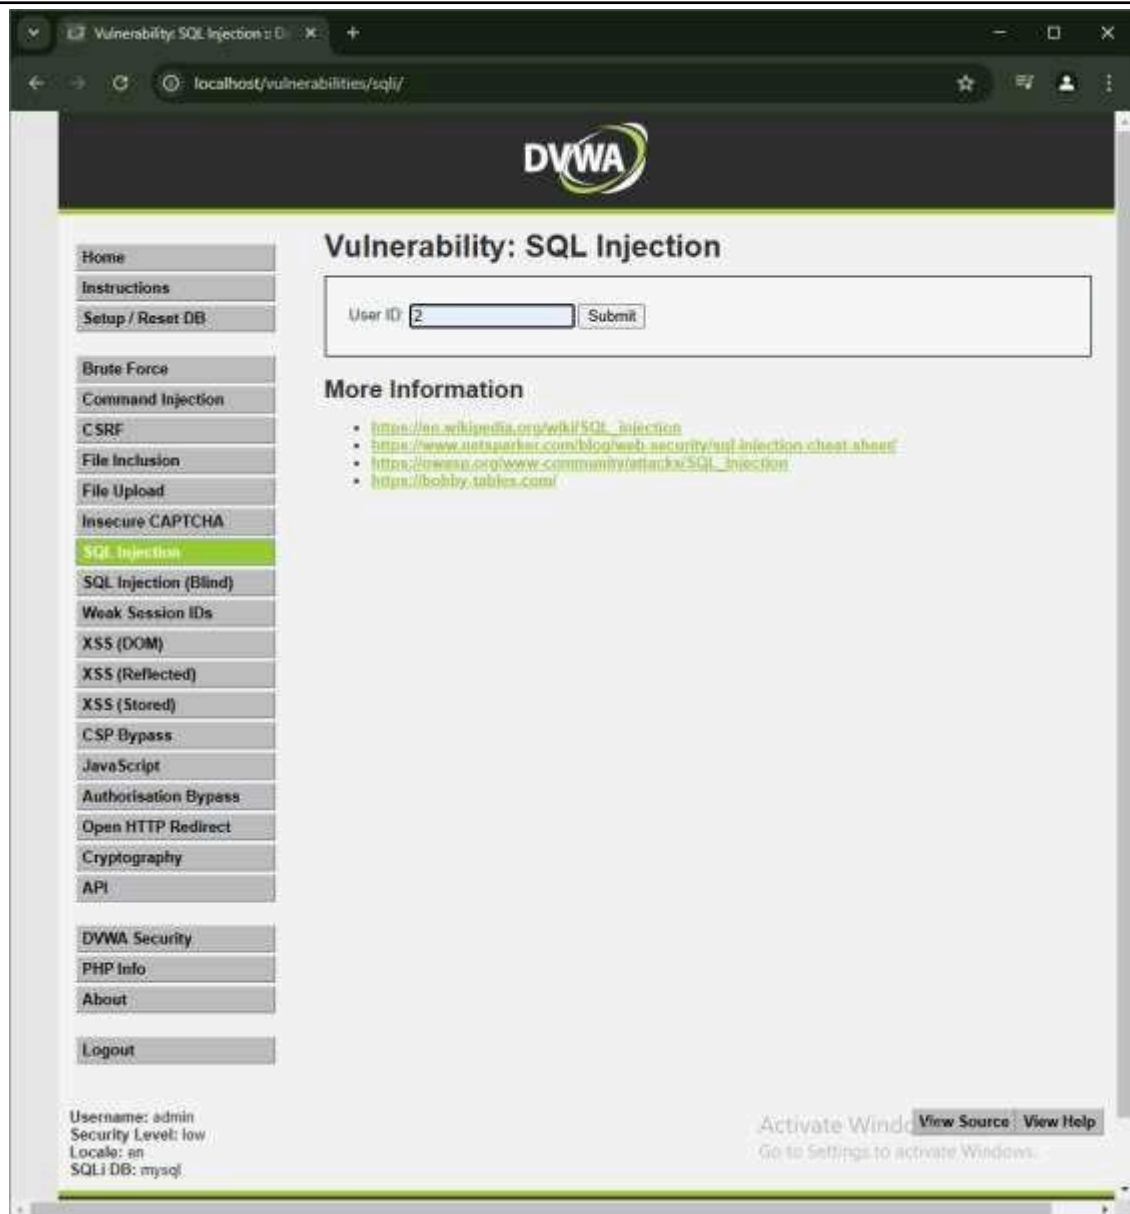 Vulnerability: SQL Injection :: D
localhost/vulnerabilities/sqli/
DVWA
Home
Instructions
Setup / Reset DB
Brute Force
Command Injection
CSRF
File Inclusion
File Upload
Insecure CAPTCHA
SQL Injection
SQL Injection (Blind)
Weak Session IDs
XSS (DOM)
XSS (Reflected)
XSS (Stored)
CSP Bypass
JavaScript
Authorisation Bypass
Open HTTP Redirect
Cryptography
API
DVWA Security
PHP Info
About
Logout
Vulnerability: SQL Injection
User ID: 2 Submit
More Information
https://en.wikipedia.org/wiki/SQL_injection
https://www.netsparker.com/blog/web-security/sql-injection-cheat-sheet/
https://owasp.org/www-community/attacks/SQL_Injection
https://bobby-tables.com/
Username: admin
Security Level: low
Locale: en
SQLi DB: mysql
View Source View Help
Activate Windo
Go to Settings to activate Windows.